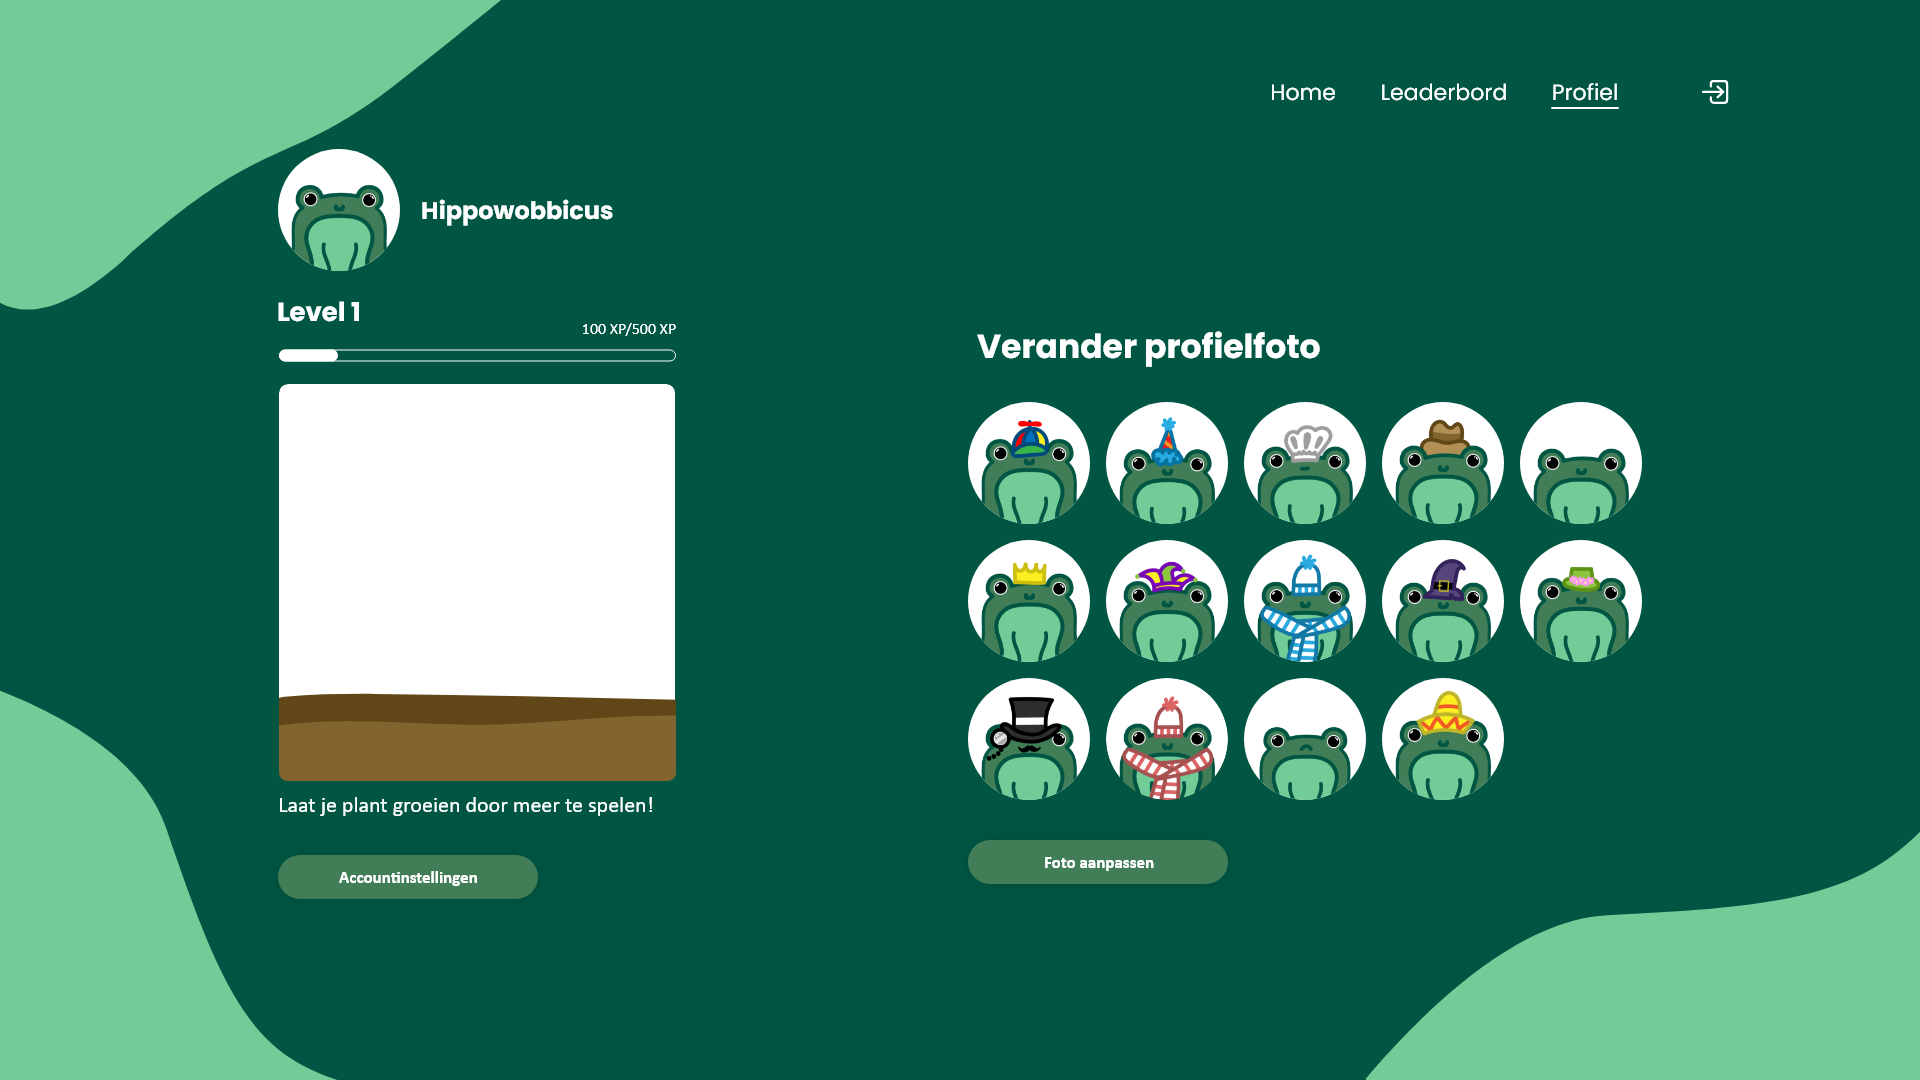 Home
Leaderbord
Profiel
Hippowobbicus
Level 1
100 XP/500 XP
Laat je plant groeien door meer te spelen!
Accountinstellingen
Verander profielfoto
Foto aanpassen